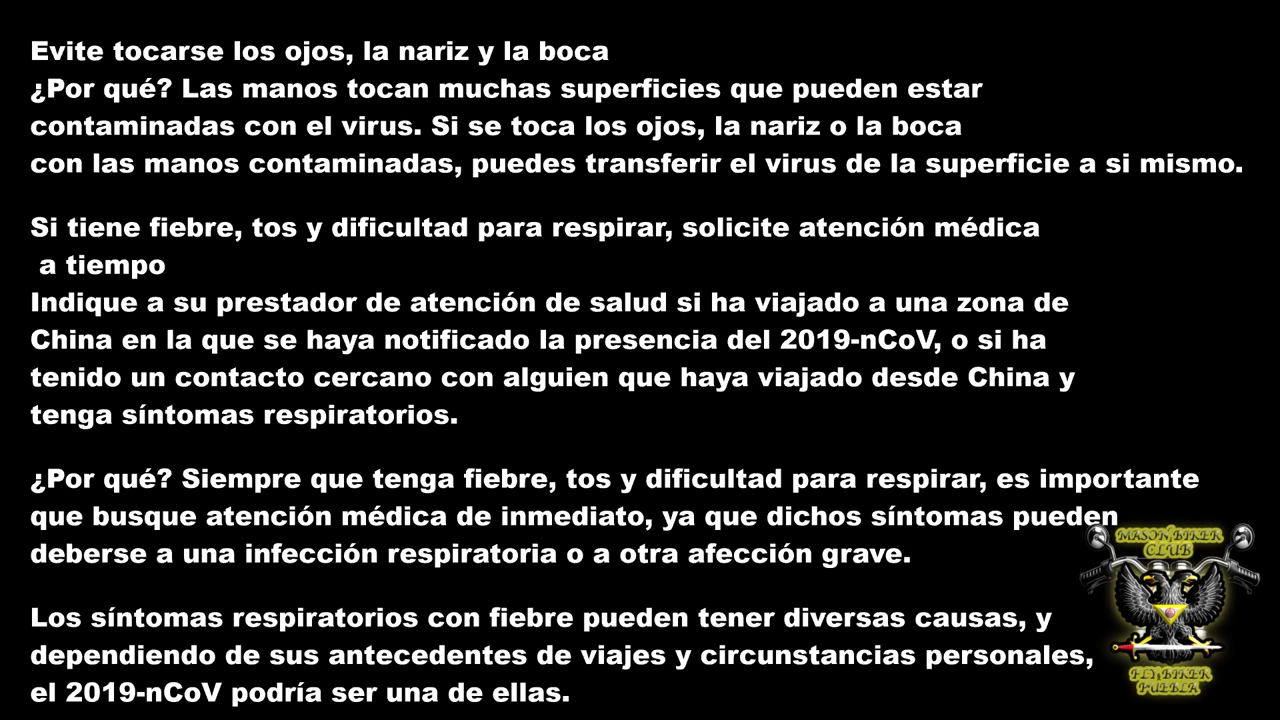 Evite tocarse los ojos, la nariz y la boca
¿Por qué? Las manos tocan muchas superficies que pueden estar
contaminadas con el virus. Si se toca los ojos, la nariz o la boca
con las manos contaminadas, puedes transferir el virus de la superficie a si mismo.
Si tiene fiebre, tos y dificultad para respirar, solicite atención médica
a tiempo
Indique a su prestador de atención de salud si ha viajado a una zona de
China en la que se haya notificado la presencia del 2019-nCoV, o si ha
tenido un contacto cercano con alguien que haya viajado desde China y
tenga síntomas respiratorios.
¿Por qué? Siempre que tenga fiebre, tos y dificultad para respirar, es importante
que busque atención médica de inmediato, ya que dichos síntomas pueden
deberse a una infección respiratoria o a otra afección grave.
Los síntomas respiratorios con fiebre pueden tener diversas causas, y
dependiendo de sus antecedentes de viajes y circunstancias personales,
el 2019-nCoV podría ser una de ellas.
MASON BIKER
CLUB
FLY BIKER
PUEBLA